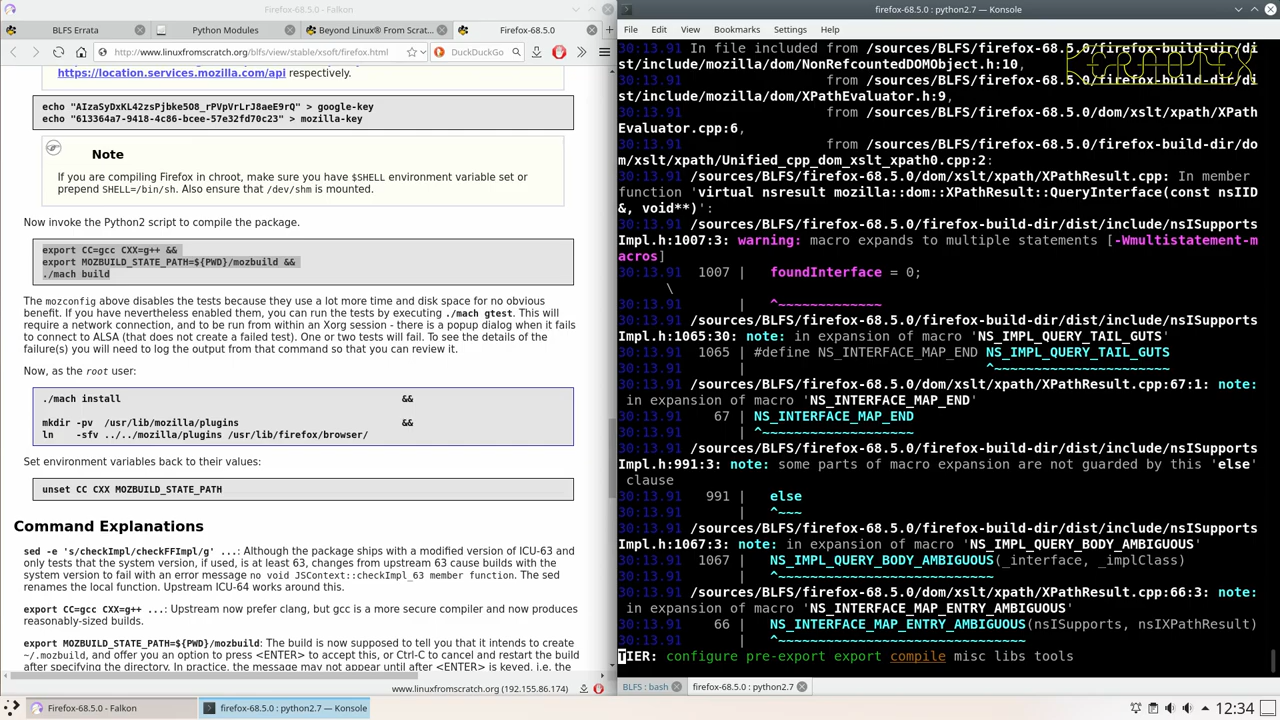 Firefox-68.5.0 - Falkon
BLFS Errata
Python Modules
Beyond Linux® From Scrat...
Firefox-68.5.0
http://www.linuxfromscratch.org/blfs/view/stable/xsoft/firefox.html
DuckDuckGo
https://location.services.mozilla.com/api respectively.
echo "AIzaSyDxKL42zsPjbke5O8_rPVpVrLrJ8aeE9rQ" > google-key
echo "613364a7-9418-4c86-bcee-57e32fd70c23" > mozilla-key
Note
If you are compiling Firefox in chroot, make sure you have $SHELL environment variable set or
prepend SHELL=/bin/sh. Also ensure that /dev/shm is mounted.
Now invoke the Python2 script to compile the package.
export CC=gcc CXX=g++ &&
export MOZBUILD_STATE_PATH=${PWD}/mozbuild &&
./mach build
The mozconfig above disables the tests because they use a lot more time and disk space for no obvious
benefit. If you have nevertheless enabled them, you can run the tests by executing ./mach gtest. This will
require a network connection, and to be run from within an Xorg session - there is a popup dialog when it fails
to connect to ALSA (that does not create a failed test). One or two tests will fail. To see the details of the
failure(s) you will need to log the output from that command so that you can review it.
Now, as the root user:
./mach install &&
mkdir -pv /usr/lib/mozilla/plugins &&
ln -sfv ../../mozilla/plugins /usr/lib/firefox/browser/
Set environment variables back to their values:
unset CC CXX MOZBUILD_STATE_PATH
Command Explanations
sed -e 's/checkImpl/checkFFImpl/g' ...: Although the package ships with a modified version of ICU-63 and
only tests that the system version, if used, is at least 63, changes from upstream 63 cause builds with the
system version to fail with an error message no void JSContext::checkImpl_63 member function. The sed
renames the local function. Upstream ICU-64 works around this.
export CC=gcc CXX=g++ ...: Upstream now prefer clang, but gcc is a more secure compiler and now produces
reasonably-sized builds.
export MOZBUILD_STATE_PATH=${PWD}/mozbuild: The build is now supposed to tell you that it intends to create
~/.mozbuild, and offer you an option to press <ENTER> to accept this, or Ctrl-C to cancel and restart the build
after specifying the directory. In practice, the message may not appear until after <ENTER> is keyed, i.e. the
www.linuxfromscratch.org (192.155.86.174)
firefox-68.5.0 : python2.7 — Konsole
File Edit View Bookmarks Settings Help
30:13.91 In file included from /sources/BLFS/firefox-68.5.0/firefox-build-dir/di
st/include/mozilla/dom/NonRefcountedDOMObject.h:10,
30:13.91 from /sources/BLFS/firefox-68.5.0/firefox-build-dir/di
st/include/mozilla/dom/XPathEvaluator.h:9,
30:13.91 from /sources/BLFS/firefox-68.5.0/dom/xslt/xpath/XPath
Evaluator.cpp:6,
30:13.91 from /sources/BLFS/firefox-68.5.0/firefox-build-dir/do
m/xslt/xpath/Unified_cpp_dom_xslt_xpath0.cpp:2:
30:13.91 /sources/BLFS/firefox-68.5.0/dom/xslt/xpath/XPathResult.cpp: In member
function 'virtual nsresult mozilla::dom::XPathResult::QueryInterface(const nsIID
&, void**)':
30:13.91 /sources/BLFS/firefox-68.5.0/firefox-build-dir/dist/include/nsISupports
Impl.h:1007:3: warning: macro expands to multiple statements [-Wmultistatement-m
acros]
30:13.91 1007 | foundInterface = 0;
\
30:13.91 | ^~~~~~~~~~~~~~
30:13.91 /sources/BLFS/firefox-68.5.0/firefox-build-dir/dist/include/nsISupports
Impl.h:1065:30: note: in expansion of macro 'NS_IMPL_QUERY_TAIL_GUTS'
30:13.91 1065 | #define NS_INTERFACE_MAP_END NS_IMPL_QUERY_TAIL_GUTS
30:13.91 | ^~~~~~~~~~~~~~~~~~~~~~~
30:13.91 /sources/BLFS/firefox-68.5.0/dom/xslt/xpath/XPathResult.cpp:67:1: note:
in expansion of macro 'NS_INTERFACE_MAP_END'
30:13.91 67 | NS_INTERFACE_MAP_END
30:13.91 | ^~~~~~~~~~~~~~~~~~~~
30:13.91 /sources/BLFS/firefox-68.5.0/firefox-build-dir/dist/include/nsISupports
Impl.h:991:3: note: some parts of macro expansion are not guarded by this 'else'
clause
30:13.91 991 | else
30:13.91 | ^~~~
30:13.91 /sources/BLFS/firefox-68.5.0/firefox-build-dir/dist/include/nsISupports
Impl.h:1067:3: note: in expansion of macro 'NS_IMPL_QUERY_BODY_AMBIGUOUS'
30:13.91 1067 | NS_IMPL_QUERY_BODY_AMBIGUOUS(_interface, _implClass)
30:13.91 | ^~~~~~~~~~~~~~~~~~~~~~~~~~~~
30:13.91 /sources/BLFS/firefox-68.5.0/dom/xslt/xpath/XPathResult.cpp:66:3: note:
in expansion of macro 'NS_INTERFACE_MAP_ENTRY_AMBIGUOUS'
30:13.91 66 | NS_INTERFACE_MAP_ENTRY_AMBIGUOUS(nsISupports, nsIXPathResult)
30:13.91 | ^~~~~~~~~~~~~~~~~~~~~~~~~~~~~~~~
TIER: configure pre-export export compile misc libs tools
BLFS : bash
firefox-68.5.0 : python2.7
Firefox-68.5.0 - Falkon
firefox-68.5.0 : python2.7 — Konsole
12:34